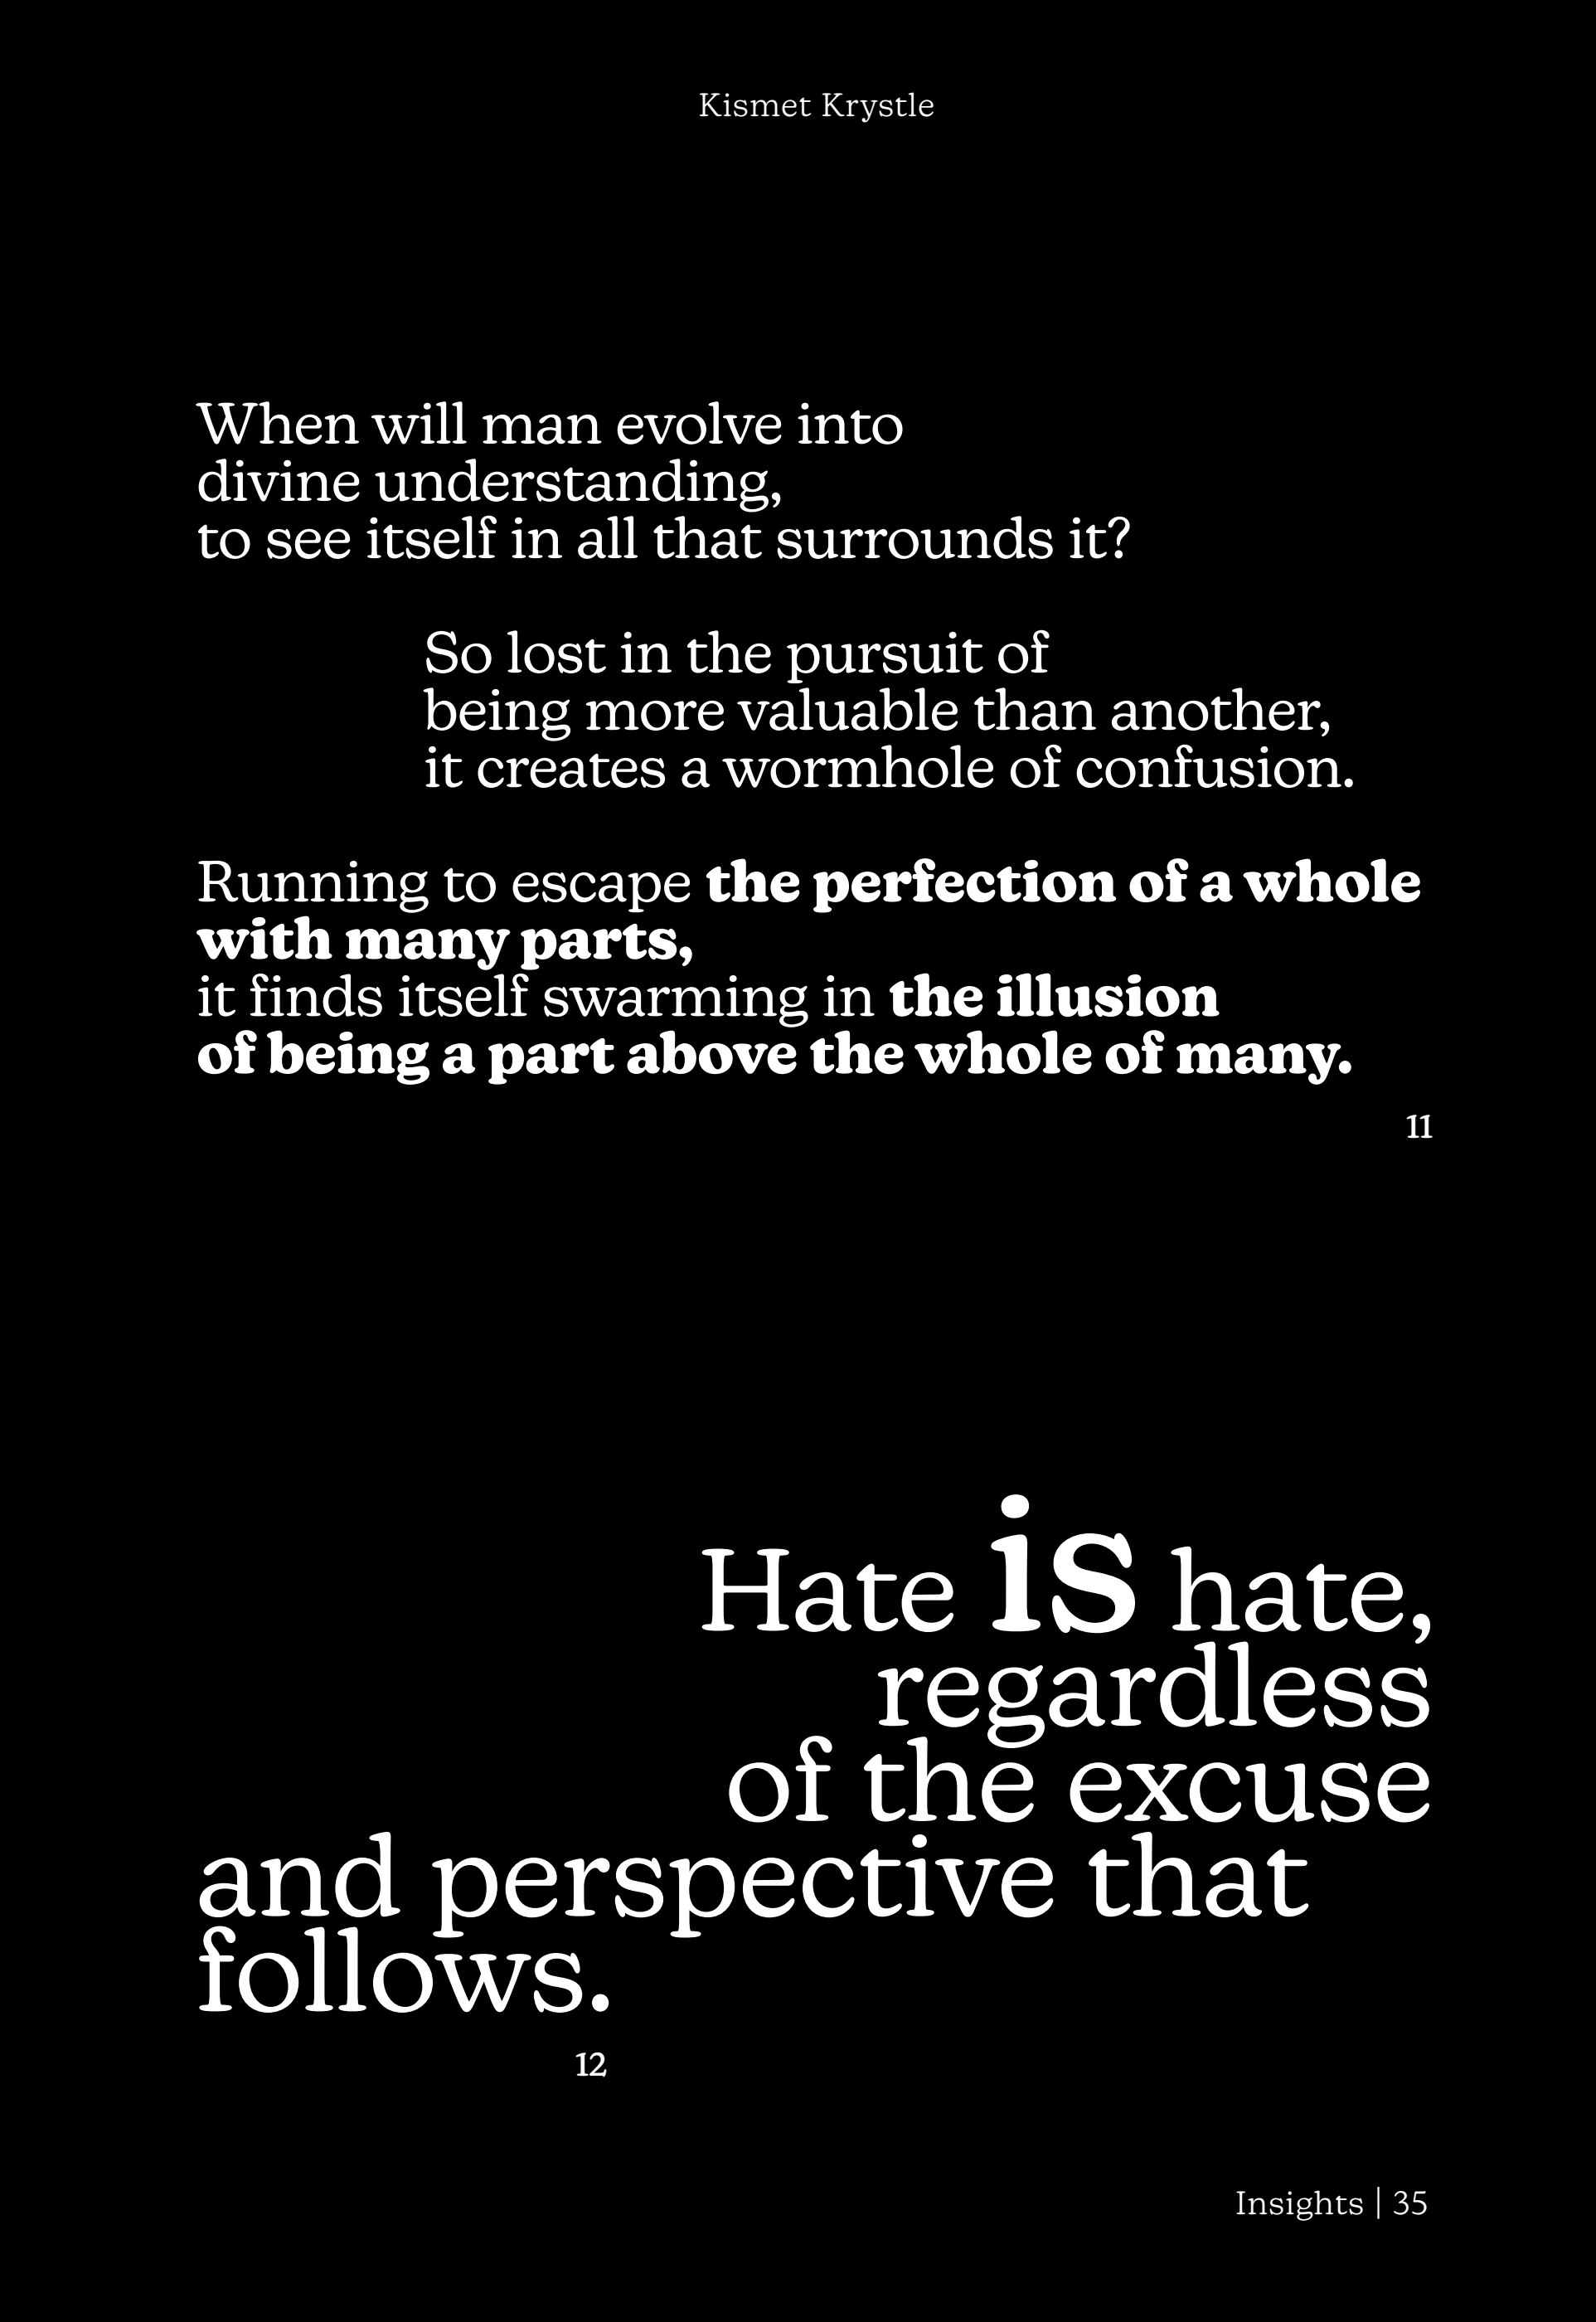 Kismet Krystle
When will man evolve into
divine understanding,
to see itself in all that surrounds it?
So lost in the pursuit of
being more valuable than another,
it creates a wormhole of confusion.
Running to escape the perfection of a whole
with many parts,
it finds itself swarming in the illusion
of being a part above the whole of many.
11
Hate is hate,
regardless
of the excuse
and perspective that
follows.
12
Insights | 35